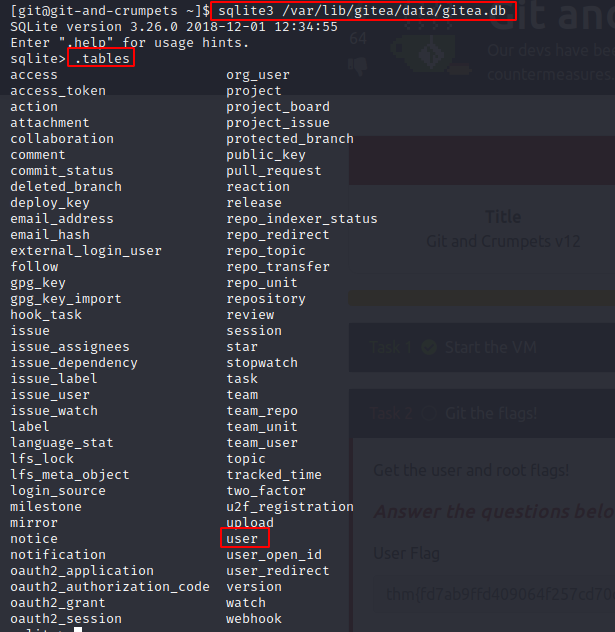 [git@git-and-crumpets ~]$ sqlite3 /var/lib/gitea/data/gitea.db
SQLite version 3.26.0 2018-12-01 12:34:55
Enter ".help" for usage hints.
sqlite> .tables
access org_user
access_token project
action project_board
attachment project_issue
collaboration protected_branch
comment public_key
commit_status pull_request
deleted_branch reaction
deploy_key release
email_address repo_indexer_status
email_hash repo_redirect
external_login_user repo_topic
follow repo_transfer
gpg_key repo_unit
gpg_key_import repository
hook_task review
issue session
issue_assignees star
issue_dependency stopwatch
issue_label task
issue_user team
issue_watch team_repo
label team_unit
language_stat team_user
lfs_lock topic
lfs_meta_object tracked_time
login_source two_factor
milestone u2f_registration
mirror upload
notice user
notification user_open_id
oauth2_application user_redirect
oauth2_authorization_code version
oauth2_grant watch
oauth2_session webhook
sqlite>
Git and
64
Our devs have been
countermeasures
Title
Git and Crumpets v12
Task 1 Start the VM
Task 2 Git the flags!
Get the user and root flags!
Answer the questions belo
User Flag